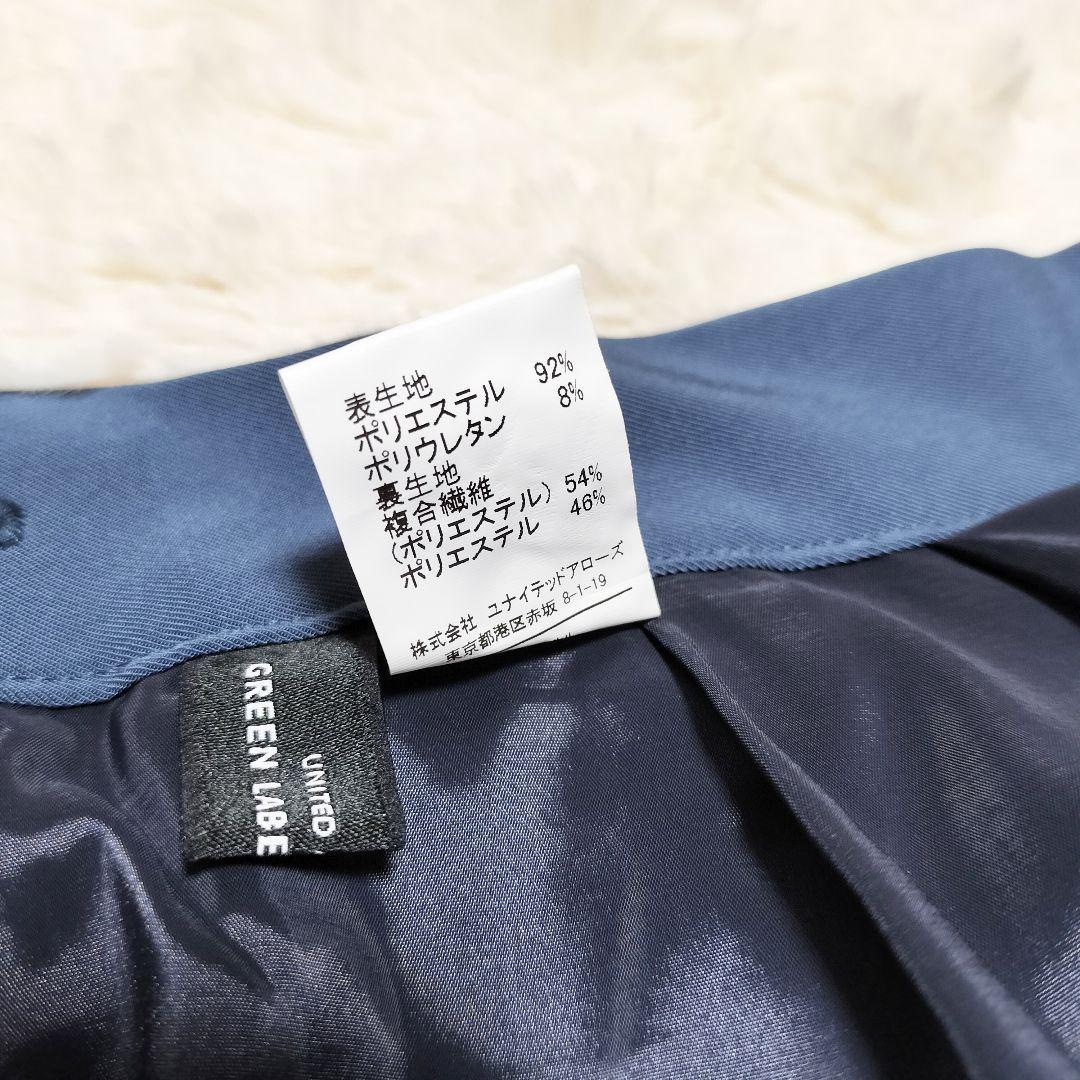 表生地
ポリエステル 92%
ポリウレタン 8%
裏生地
複合繊維
(ポリエステル) 54%
ポリエステル 46%
株式会社 ユナイテッドアローズ
東京都港区赤坂 8-1-19
UNITED
GREEN LABE